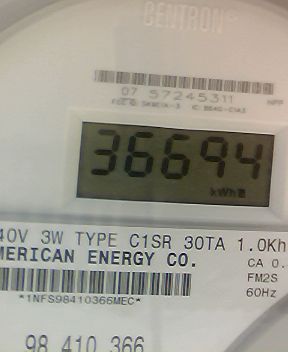 CENTRON®
07 57245311
36694
kWh
40V 3W TYPE C1SR 30TA 1.0Kh
MERICAN ENERGY CO.
CA 0.
FM2S
*1NFS98410366MEC*
60Hz
98 410 366